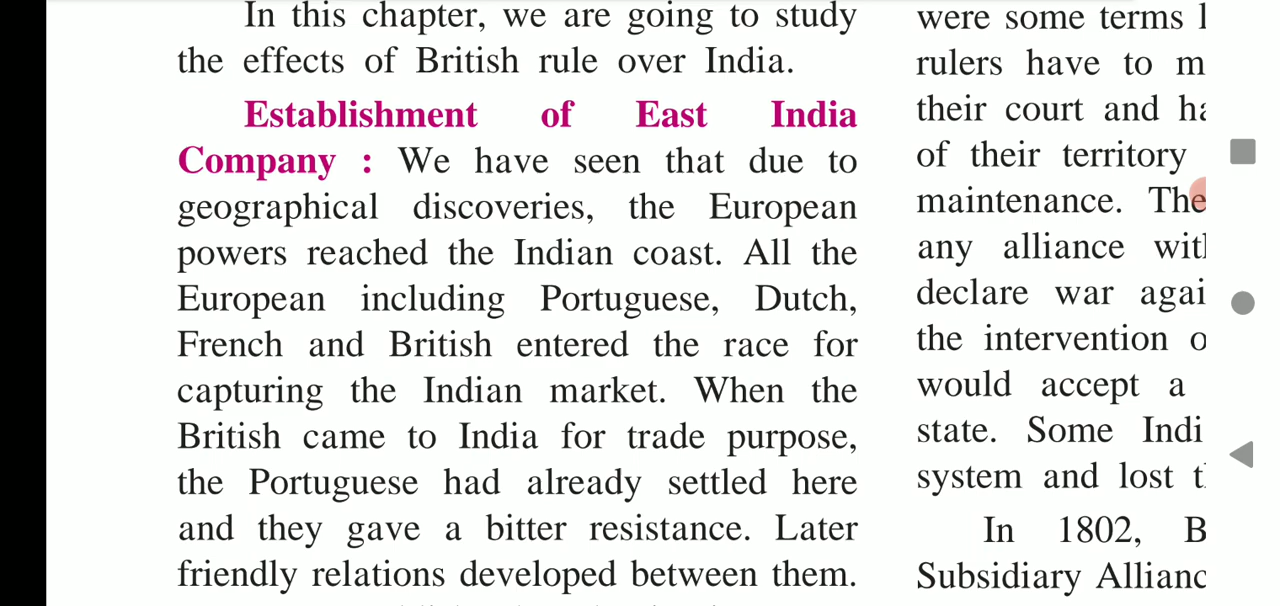 In this chapter, we are going to study
the effects of British rule over India.
Establishment of East India
Company : We have seen that due to
geographical discoveries, the European
powers reached the Indian coast. All the
European including Portuguese, Dutch,
French and British entered the race for
capturing the Indian market. When the
British came to India for trade purpose,
the Portuguese had already settled here
and they gave a bitter resistance. Later
friendly relations developed between them.
were some terms
rulers have to
their court and
of their territory
maintenance. The
any alliance
declare war
the intervention
would accept a
state. Some
system and lost
In 1802,
Subsidiary